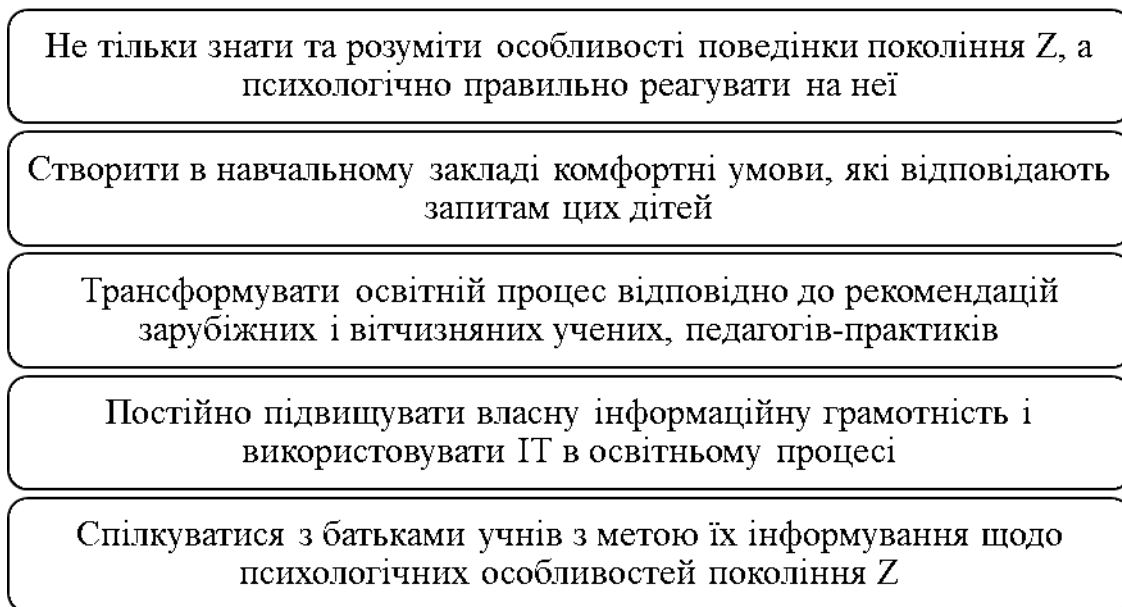 Не тільки знати та розуміти особливості поведінки покоління Z, а
психологічно правильно реагувати на неї
Створити в навчальному закладі комфортні умови, які відповідають
запитам цих дітей
Трансформувати освітній процес відповідно до рекомендацій
зарубіжних і вітчизняних учених, педагогів-практиків
Постійно підвищувати власну інформаційну грамотність і
використовувати ІТ в освітньому процесі
Спілкуватися з батьками учнів з метою їх інформування щодо
психологічних особливостей покоління Z